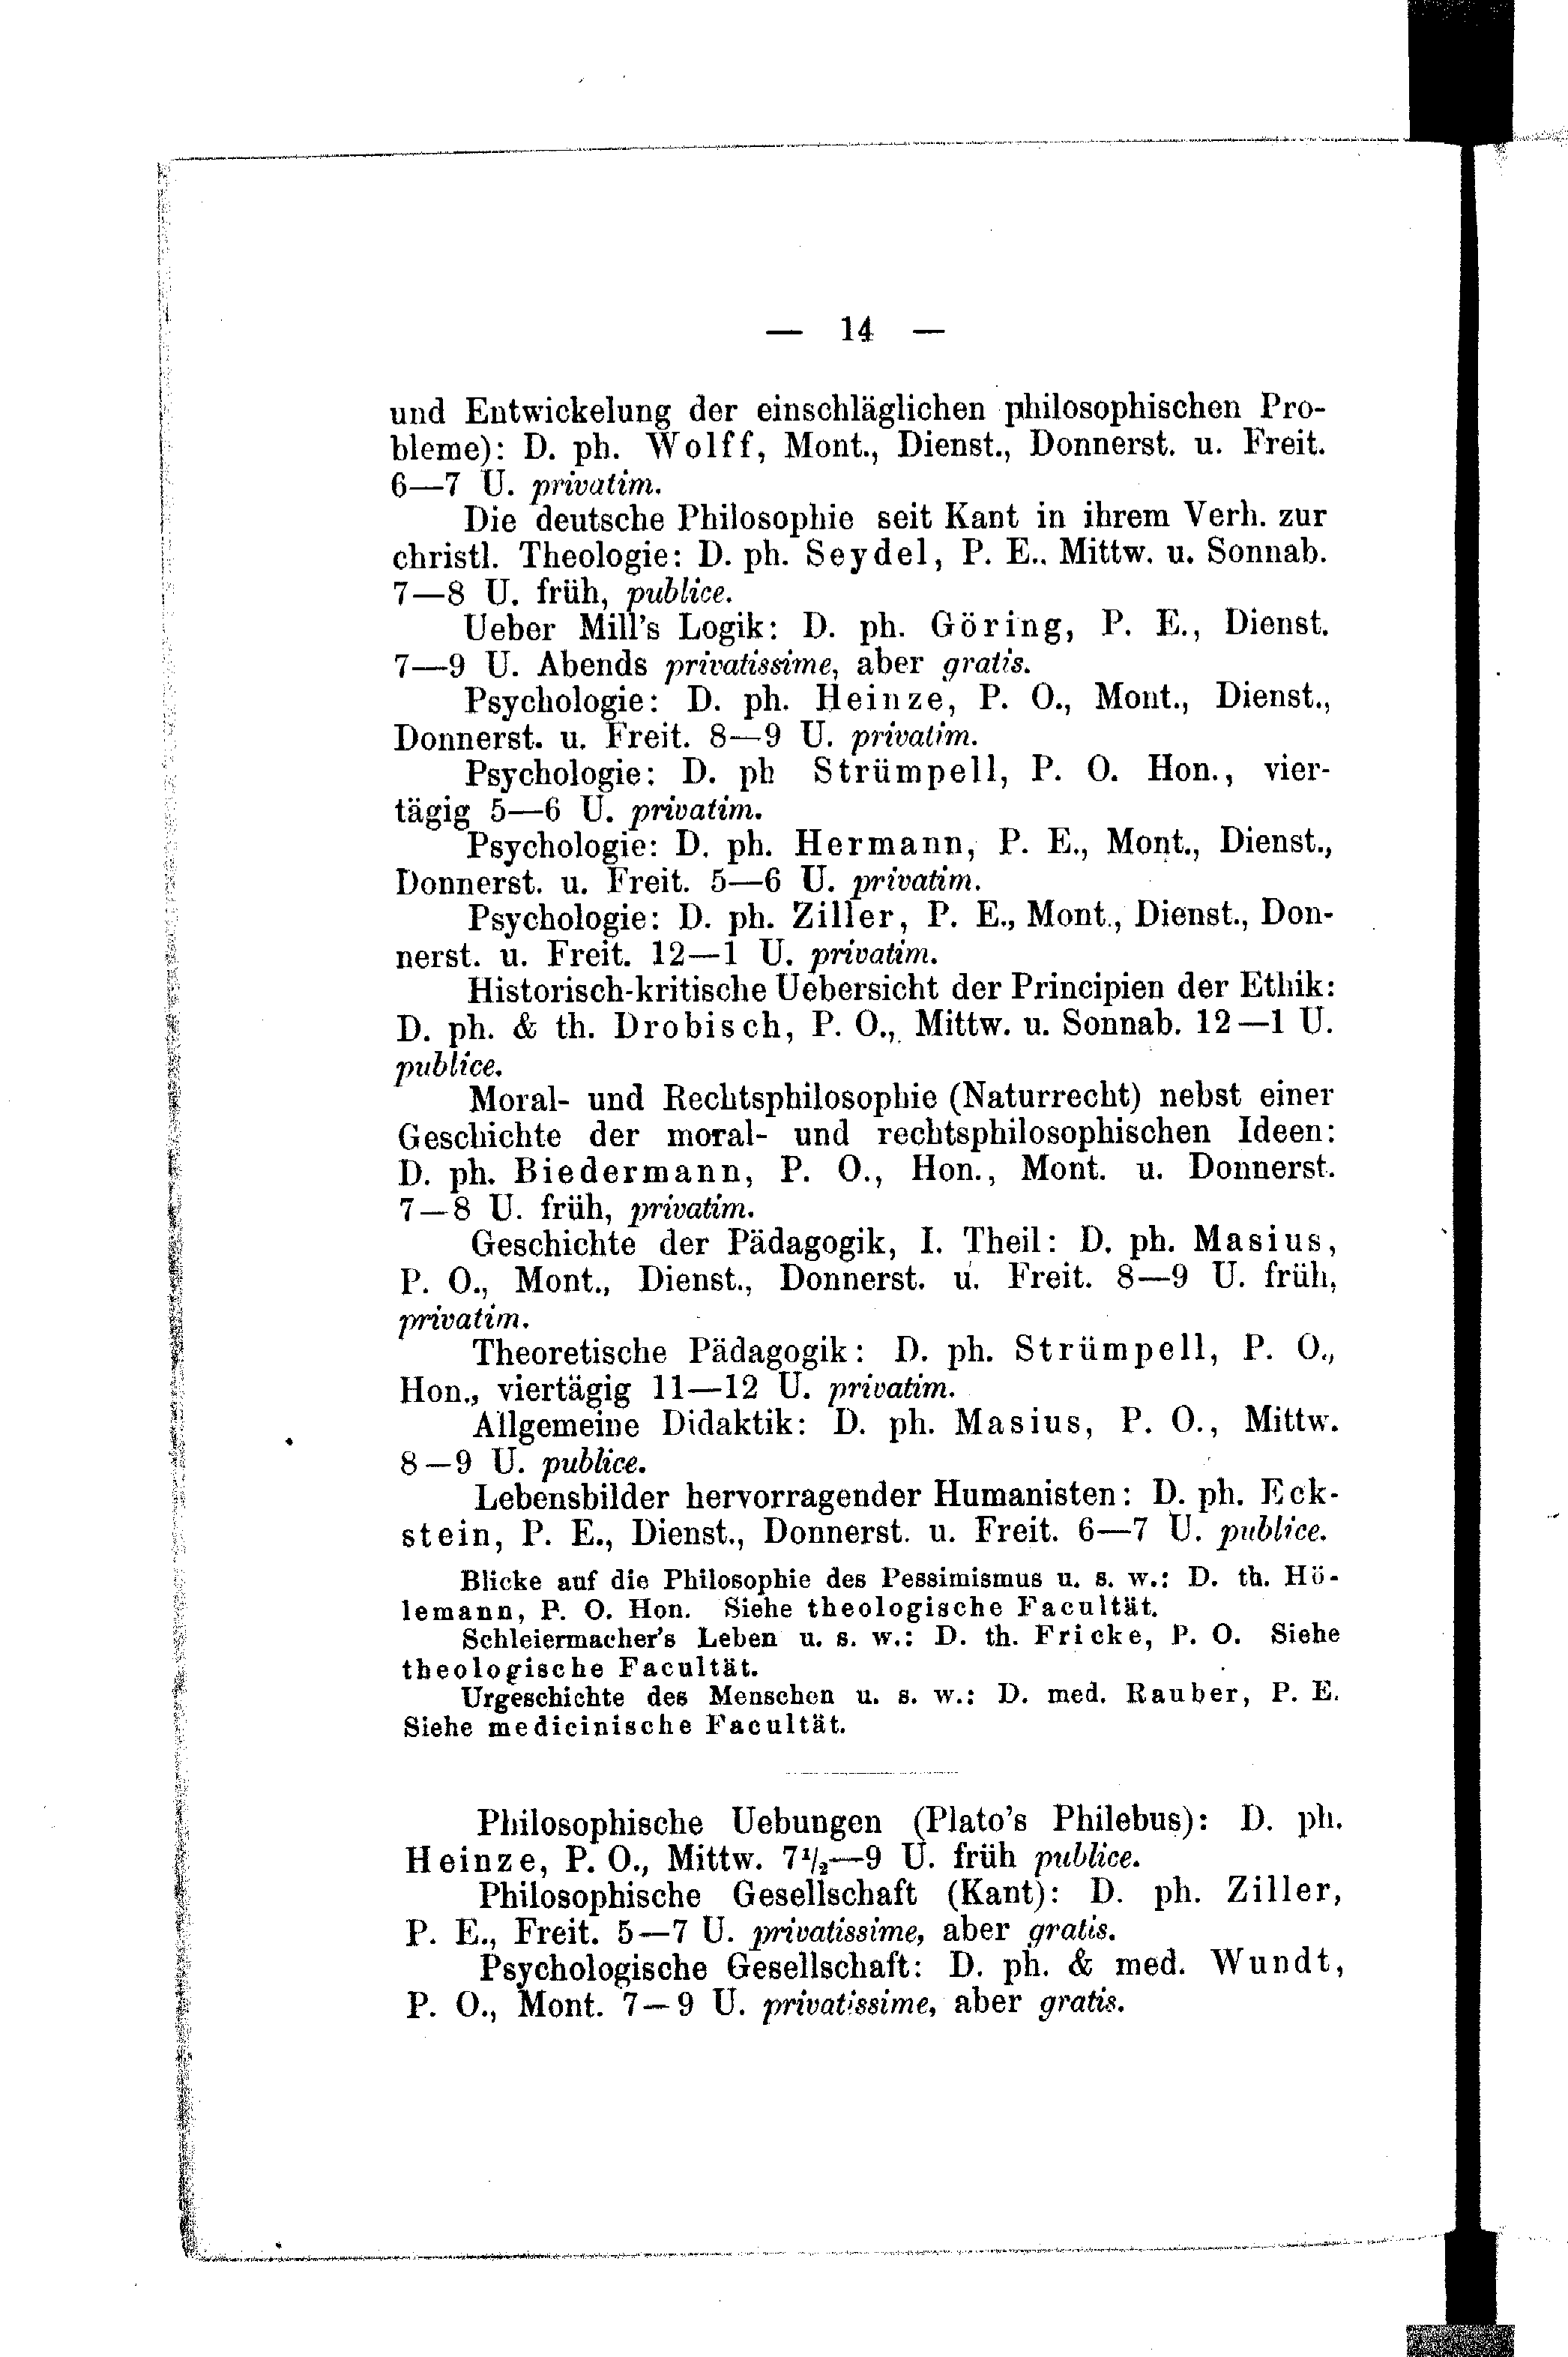 — 14 —
und Entwickelung der einschläglichen philosophischen Pro-
bleme): D. ph. Wolff, Mont., Dienst., Donnerst. u. Freit.
6—7 U. privatim.
Die deutsche Philosophie seit Kant in ihrem Verh. zur
christl. Theologie: D. ph. Seydel, P. E., Mittw. u. Sonnab.
7—8 U. früh, publice.
Ueber Mill's Logik: D. ph. Göring, P. E., Dienst.
7—9 U. Abends privatissime, aber gratis.
Psychologie: D. ph. Heinze, P. O., Mont., Dienst.,
Donnerst. u. Freit. 8—9 U. privatim.
Psychologie: D. ph Strümpell, P. O. Hon., vier-
tägig 5—6 U. privatim.
Psychologie: D. ph. Hermann, P. E., Mont., Dienst.,
Donnerst. u. Freit. 5—6 U. privatim.
Psychologie: D. ph. Ziller, P. E., Mont., Dienst., Don-
nerst. u. Freit. 12—1 U. privatim.
Historisch-kritische Uebersicht der Principien der Ethik:
D. ph. & th. Drobisch, P. O., Mittw. u. Sonnab. 12—1 U.
publice.
Moral- und Rechtsphilosophie (Naturrecht) nebst einer
Geschichte der moral- und rechtsphilosophischen Ideen:
D. ph. Biedermann, P. O., Hon., Mont. u. Donnerst.
7—8 U. früh, privatim.
Geschichte der Pädagogik, I. Theil: D. ph. Masius,
P. O., Mont., Dienst., Donnerst. u. Freit. 8—9 U. früh,
privatim.
Theoretische Pädagogik: D. ph. Strümpell, P. O.,
Hon., viertägig 11—12 U. privatim.
Allgemeine Didaktik: D. ph. Masius, P. O., Mittw.
8—9 U. publice.
Lebensbilder hervorragender Humanisten: D. ph. Eck-
stein, P. E., Dienst., Donnerst. u. Freit. 6—7 U. publice.
Blicke auf die Philosophie des Pessimismus u. s. w.: D. th. Hö-
lemann, P. O. Hon. Siehe theologische Facultät.
Schleiermacher's Leben u. s. w.: D. th. Fricke, P. O. Siehe
theologische Facultät.
Urgeschichte des Menschen u. s. w.: D. med. Rauber, P. E.
Siehe medicinische Facultät.
Philosophische Uebungen (Plato's Philebus): D. ph.
Heinze, P. O., Mittw. 7½—9 U. früh publice.
Philosophische Gesellschaft (Kant): D. ph. Ziller,
P. E., Freit. 5—7 U. privatissime, aber gratis.
Psychologische Gesellschaft: D. ph. & med. Wundt,
P. O., Mont. 7—9 U. privatissime, aber gratis.